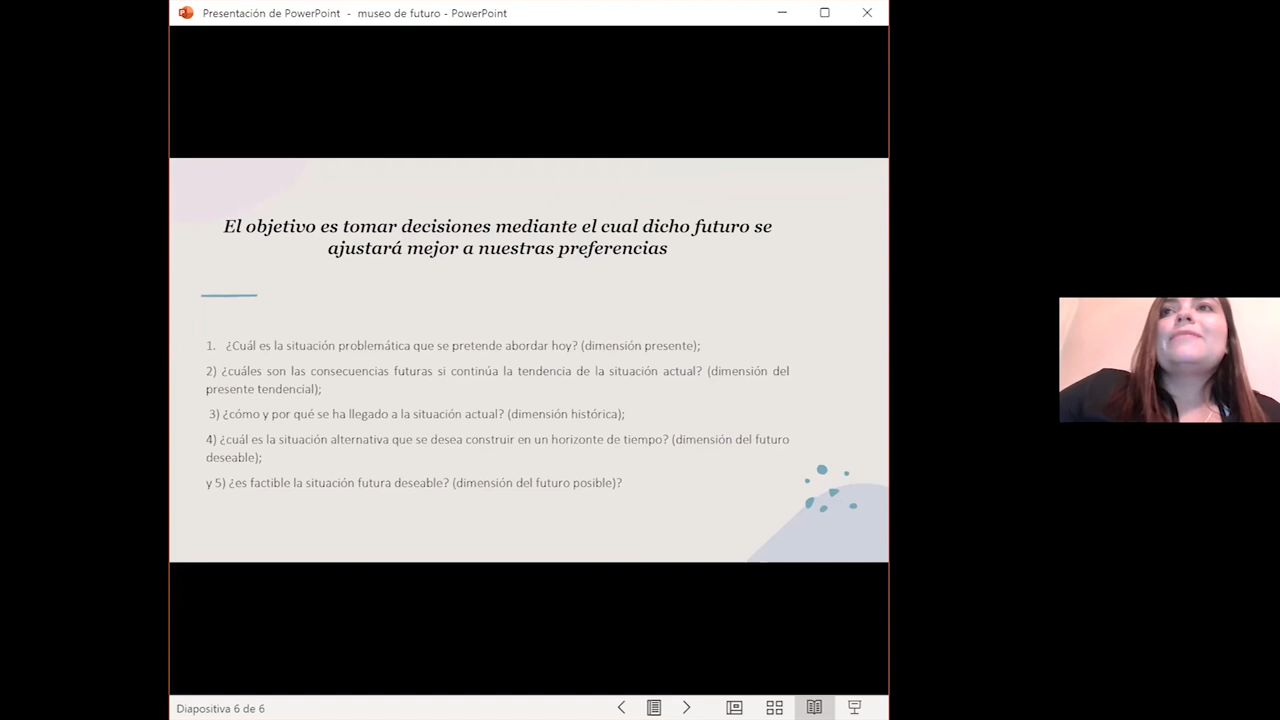 Presentación de PowerPoint - museo de futuro - PowerPoint
El objetivo es tomar decisiones mediante el cual dicho futuro se
ajustará mejor a nuestras preferencias
1. ¿Cuál es la situación problemática que se pretende abordar hoy? (dimensión presente);
2) ¿cuáles son las consecuencias futuras si continúa la tendencia de la situación actual? (dimensión del
presente tendencial);
3) ¿cómo y por qué se ha llegado a la situación actual? (dimensión histórica);
4) ¿cuál es la situación alternativa que se desea construir en un horizonte de tiempo? (dimensión del futuro
deseable);
y 5) ¿es factible la situación futura deseable? (dimensión del futuro posible)?
Diapositiva 6 de 6